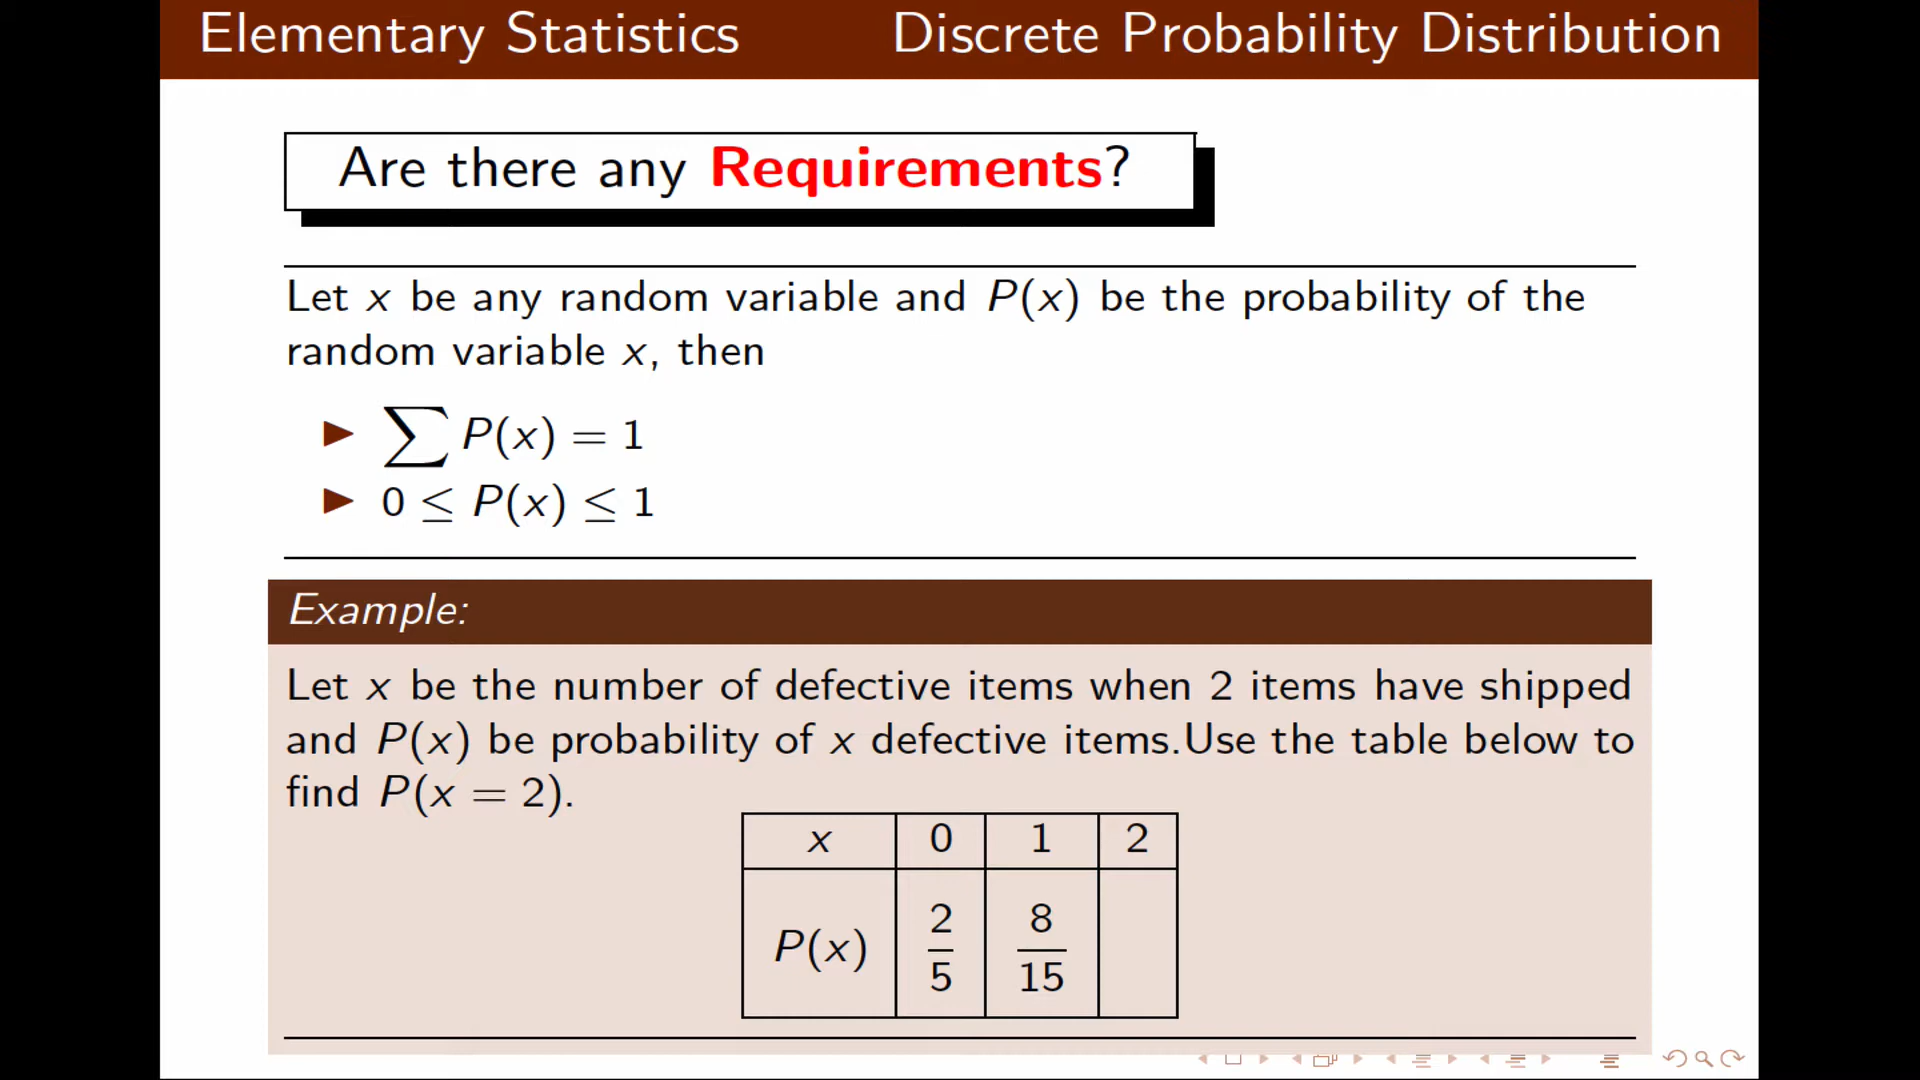 Elementary Statistics Discrete Probability Distribution
Are there any Requirements?
Let x be any random variable and P(x) be the probability of the
random variable x, then
▶ ∑ P(x) = 1
▶ 0 ≤ P(x) ≤ 1
Example:
Let x be the number of defective items when 2 items have shipped
and P(x) be probability of x defective items.Use the table below to
find P(x = 2).
x 0 1 2
P(x) 2/5 8/15